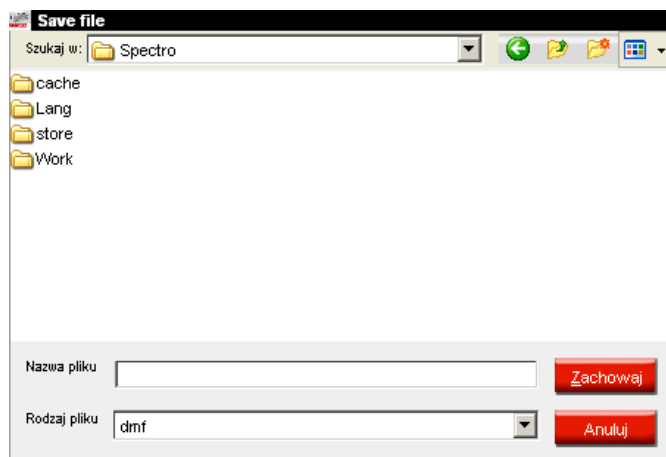 Save file
Szukaj w: Spectro
cache
Lang
store
Work
Nazwa pliku
Zachowaj
Rodzaj pliku dmf
Anuluj